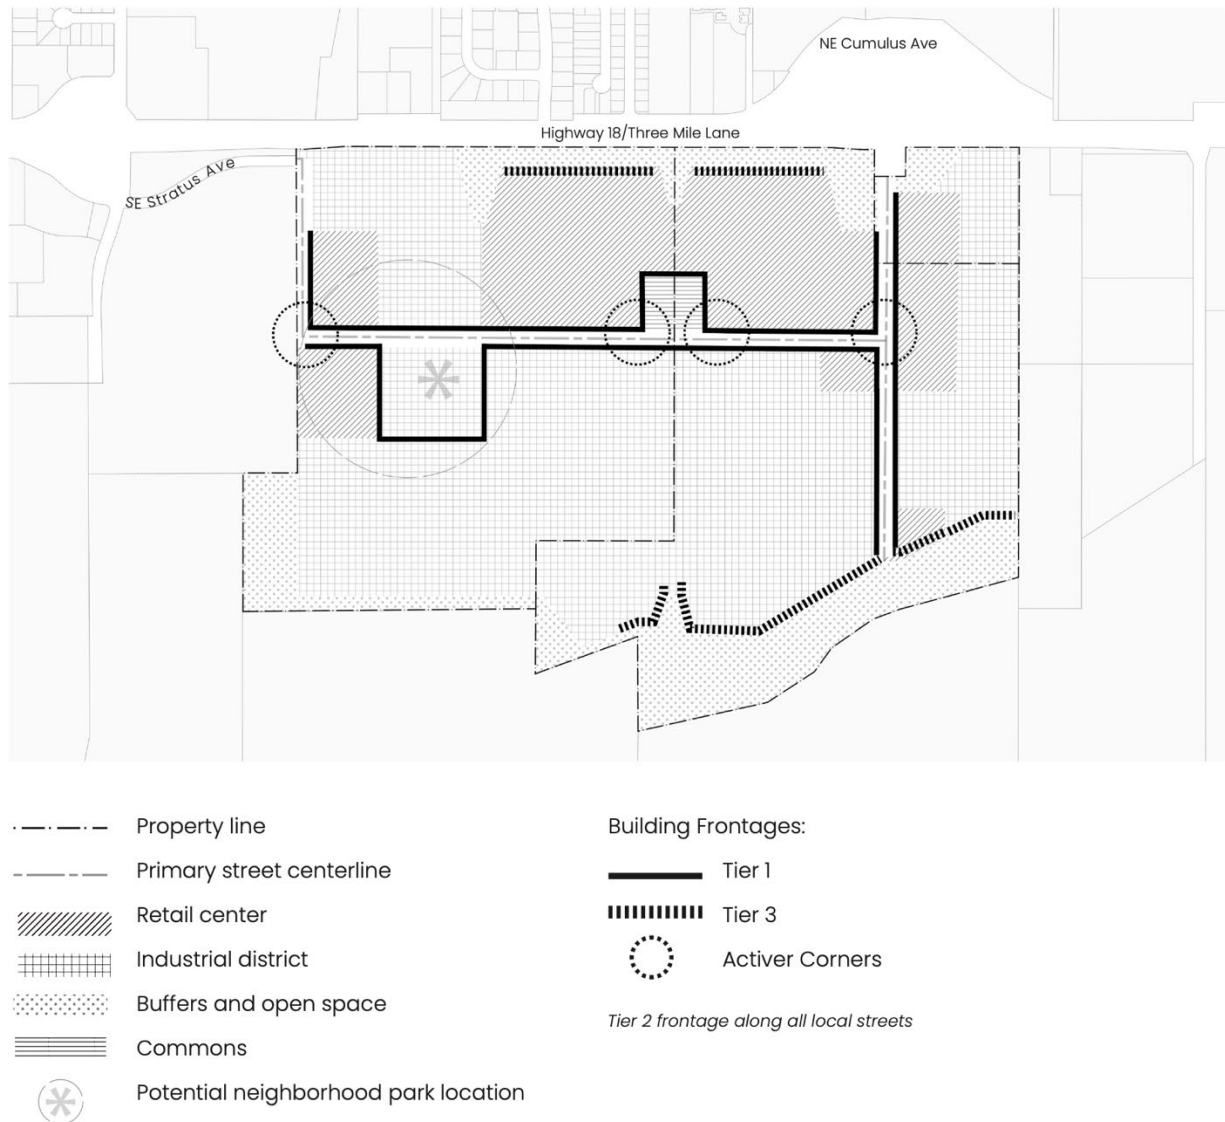 NE Cumulus Ave
Highway 18/Three Mile Lane
SE Stratus Ave
Property line
Primary street centerline
Retail center
Industrial district
Buffers and open space
Commons
Potential neighborhood park location
Building Frontages:
Tier 1
Tier 3
Activer Corners
Tier 2 frontage along all local streets